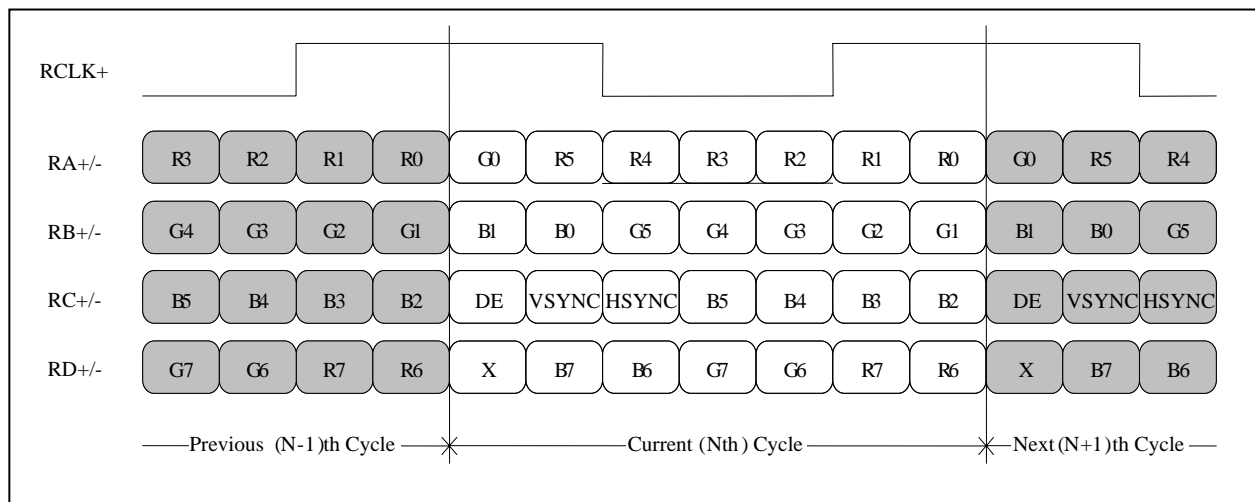 RCLK+
RA+/- R3 R2 R1 R0 G0 R5 R4 R3 R2 R1 R0 G0 R5 R4
RB+/- G4 G3 G2 G1 B1 B0 G5 G4 G3 G2 G1 B1 B0 G5
RC+/- B5 B4 B3 B2 DE VSYNC HSYNC B5 B4 B3 B2 DE VSYNC HSYNC
RD+/- G7 G6 R7 R6 X B7 B6 G7 G6 R7 R6 X B7 B6
Previous (N-1)th Cycle Current (Nth) Cycle Next (N+1)th Cycle